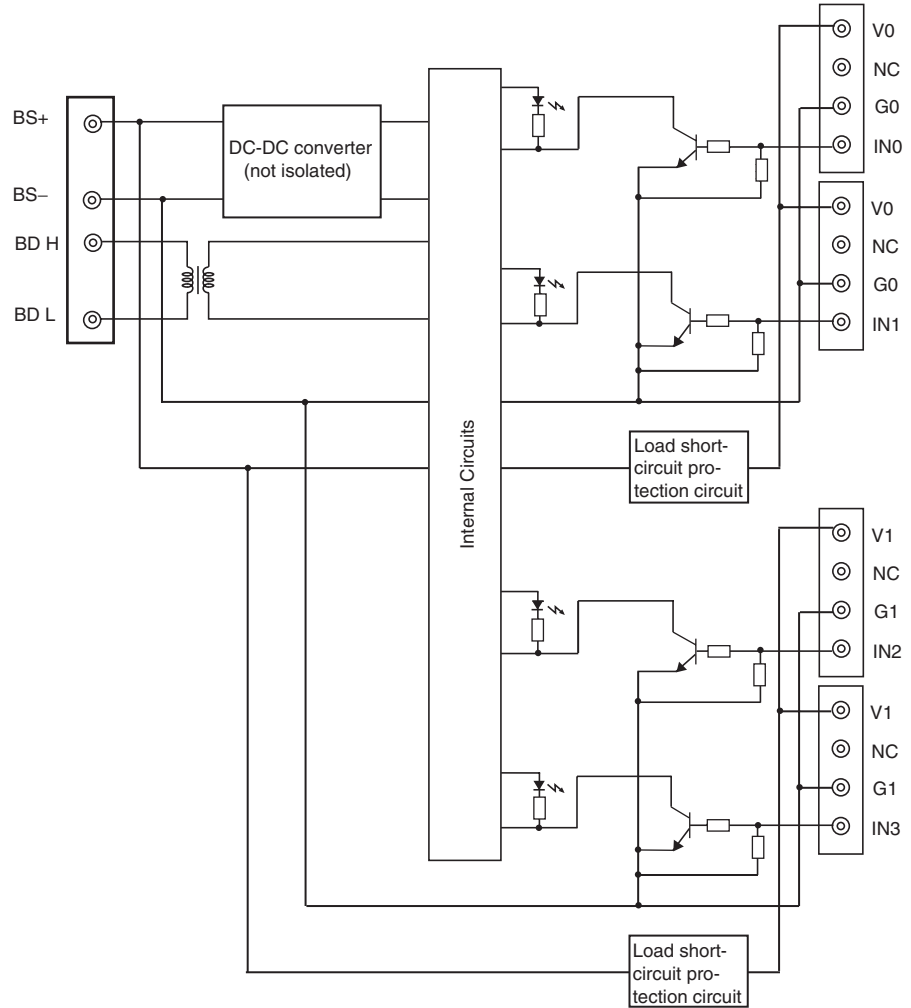 BS+
BS−
BD H
BD L
DC-DC converter
(not isolated)
Internal Circuits
V0
NC
G0
IN0
V0
NC
G0
IN1
Load short-
circuit pro-
tection circuit
V1
NC
G1
IN2
V1
NC
G1
IN3
Load short-
circuit pro-
tection circuit